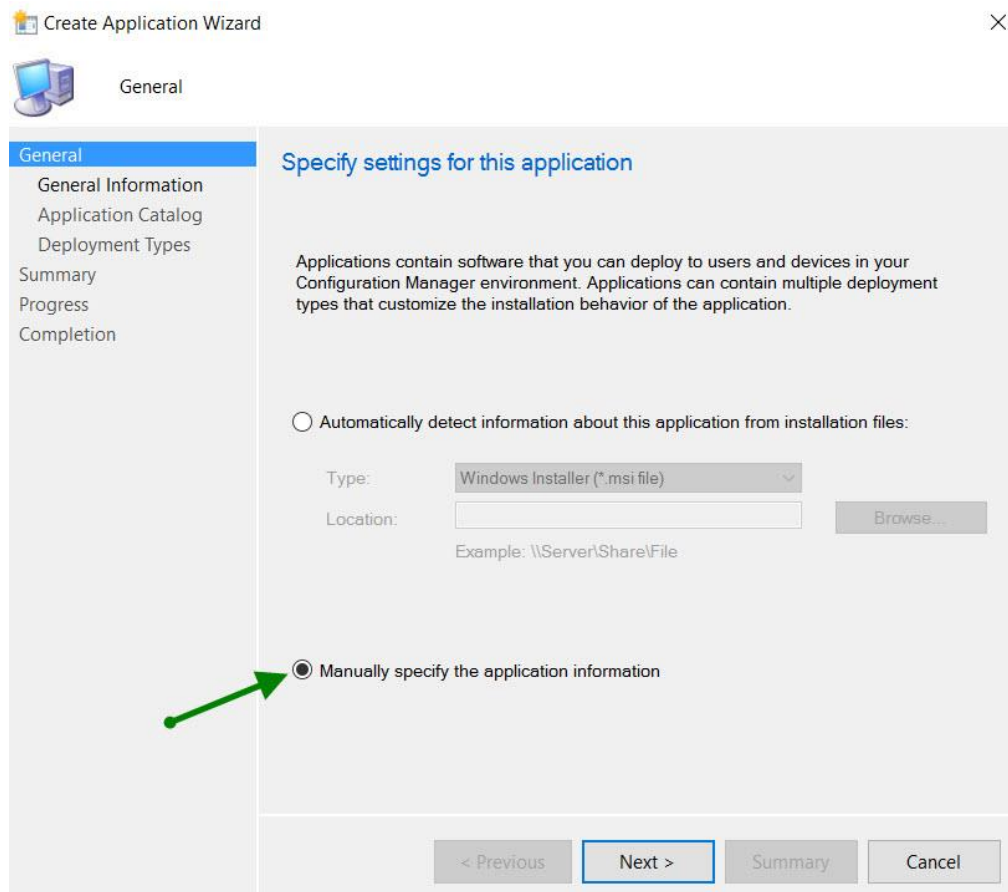 Create Application Wizard
General
General
General Information
Application Catalog
Deployment Types
Summary
Progress
Completion
Specify settings for this application
Applications contain software that you can deploy to users and devices in your
Configuration Manager environment. Applications can contain multiple deployment
types that customize the installation behavior of the application.
Automatically detect information about this application from installation files:
Type: Windows Installer (*.msi file)
Location: Browse...
Example: \\Server\Share\File
Manually specify the application information
< Previous Next > Summary Cancel